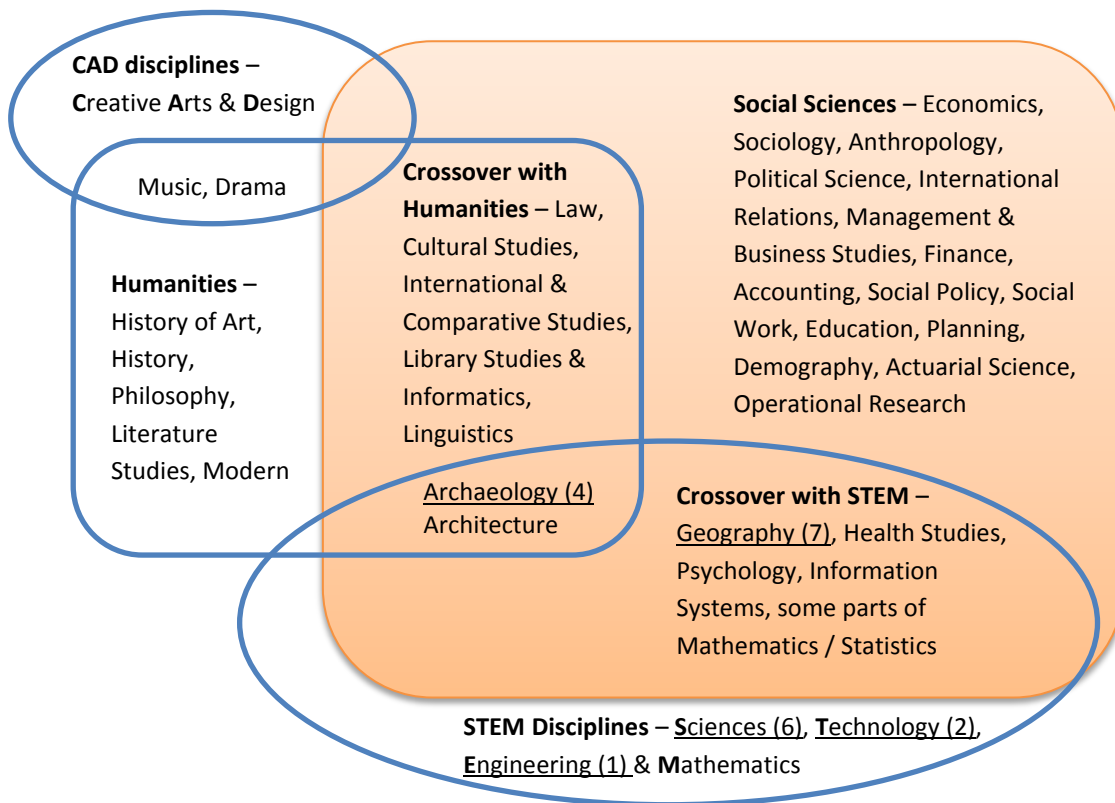 CAD disciplines –
Creative Arts & Design
Music, Drama
Humanities –
History of Art,
History,
Philosophy,
Literature
Studies, Modern
Crossover with
Humanities – Law,
Cultural Studies,
International &
Comparative Studies,
Library Studies &
Informatics,
Linguistics
Archaeology (4)
Architecture
Social Sciences – Economics,
Sociology, Anthropology,
Political Science, International
Relations, Management &
Business Studies, Finance,
Accounting, Social Policy, Social
Work, Education, Planning,
Demography, Actuarial Science,
Operational Research
Crossover with STEM –
Geography (7), Health Studies,
Psychology, Information
Systems, some parts of
Mathematics / Statistics
STEM Disciplines – Sciences (6), Technology (2),
Engineering (1) & Mathematics